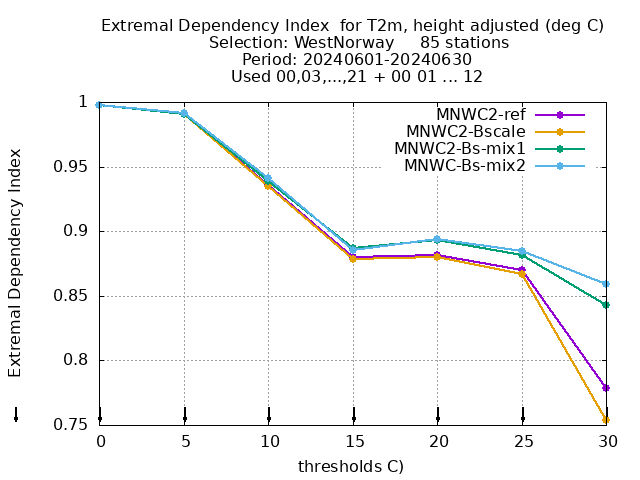 Extremal Dependency Index  for T2m, height adjusted (deg C)
Selection: WestNorway     85 stations
Period: 20240601-20240630
Used 00,03,...,21 + 00 01 ... 12
Extremal Dependency Index
MNWC2-ref
MNWC2-Bscale
MNWC2-Bs-mix1
MNWC-Bs-mix2
1
0.95
0.9
0.85
0.8
0.75
0 5 10 15 20 25 30
thresholds C)